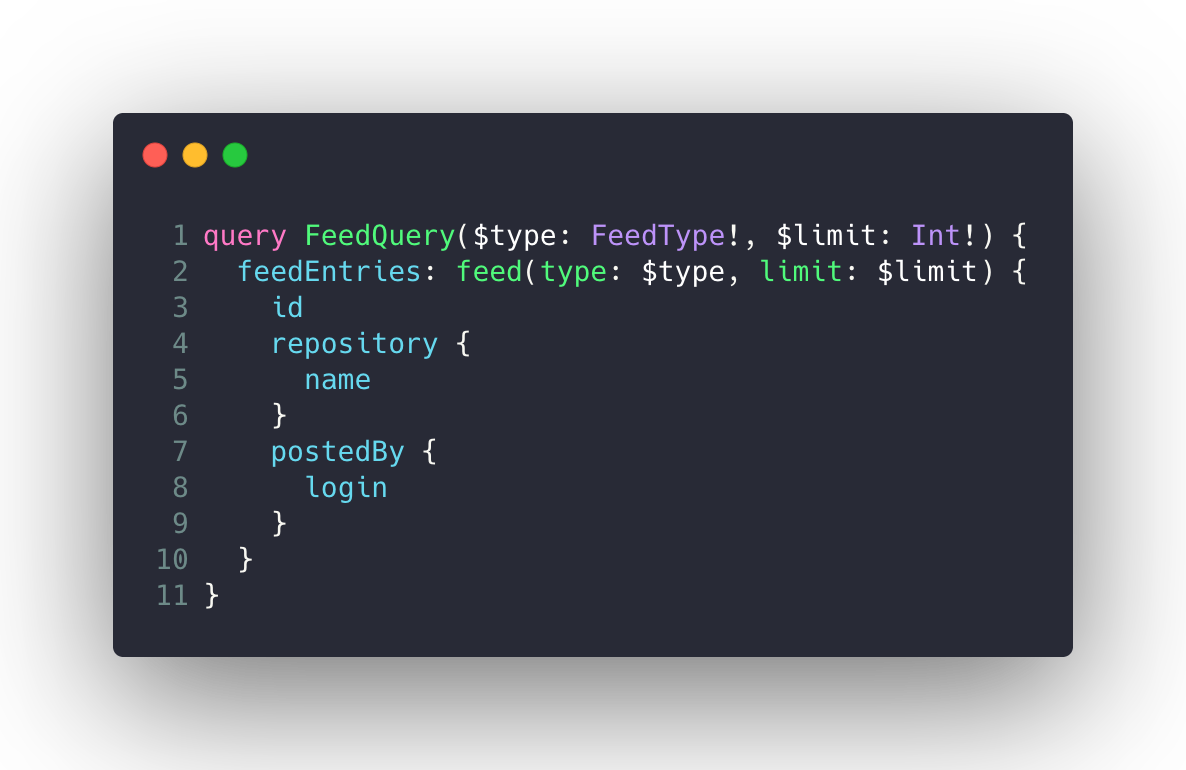 1 query FeedQuery($type: FeedType!, $limit: Int!) {
2   feedEntries: feed(type: $type, limit: $limit) {
3     id
4     repository {
5       name
6     }
7     postedBy {
8       login
9     }
10   }
11 }